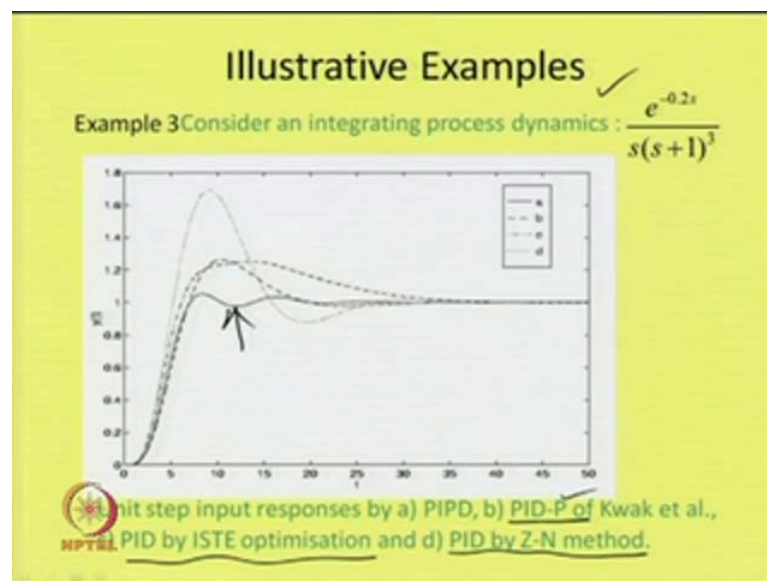 Illustrative Examples
Example 3Consider an integrating process dynamics : e^{-0.2s} / s(s+1)^3
1.8
1.6
1.4
1.2
1
0.8
0.6
0.4
0.2
0
a
b
c
d
0 5 10 15 20 25 30 35 40 45 50
t
nit step input responses by a) PIPD, b) PID-P of Kwak et al.,
PID by ISTE optimisation and d) PID by Z-N method.
NPTEL